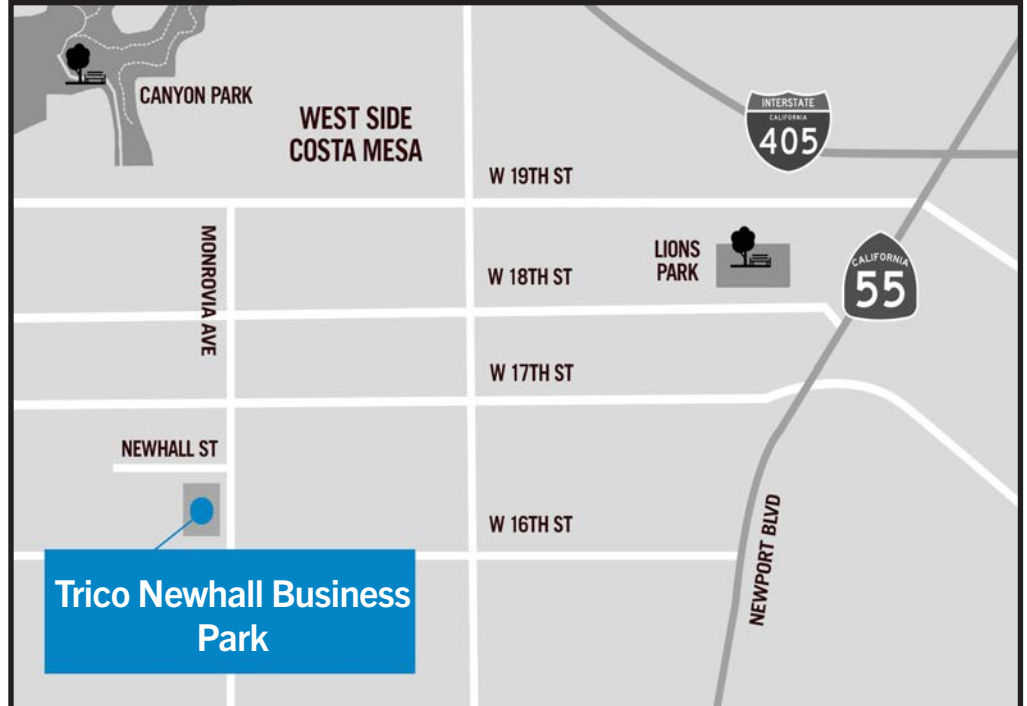 CANYON PARK
WEST SIDE
COSTA MESA
INTERSTATE
CALIFORNIA
405
W 19TH ST
MONROVIA AVE
LIONS
PARK
W 18TH ST
CALIFORNIA
55
W 17TH ST
NEWHALL ST
W 16TH ST
NEWPORT BLVD
Trico Newhall Business
Park